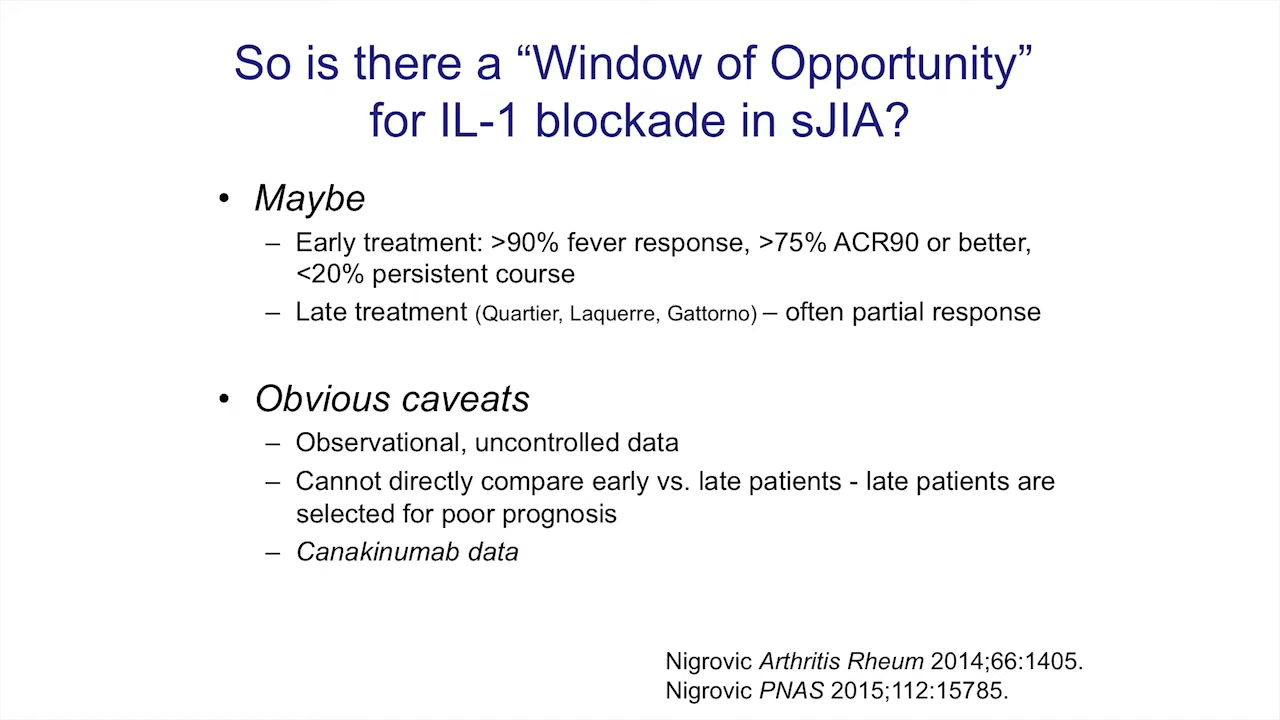 So is there a “Window of Opportunity”
for IL-1 blockade in sJIA?
• Maybe
– Early treatment: >90% fever response, >75% ACR90 or better,
<20% persistent course
– Late treatment (Quartier, Laquerre, Gattorno) – often partial response
• Obvious caveats
– Observational, uncontrolled data
– Cannot directly compare early vs. late patients - late patients are
selected for poor prognosis
– Canakinumab data
Nigrovic Arthritis Rheum 2014;66:1405.
Nigrovic PNAS 2015;112:15785.